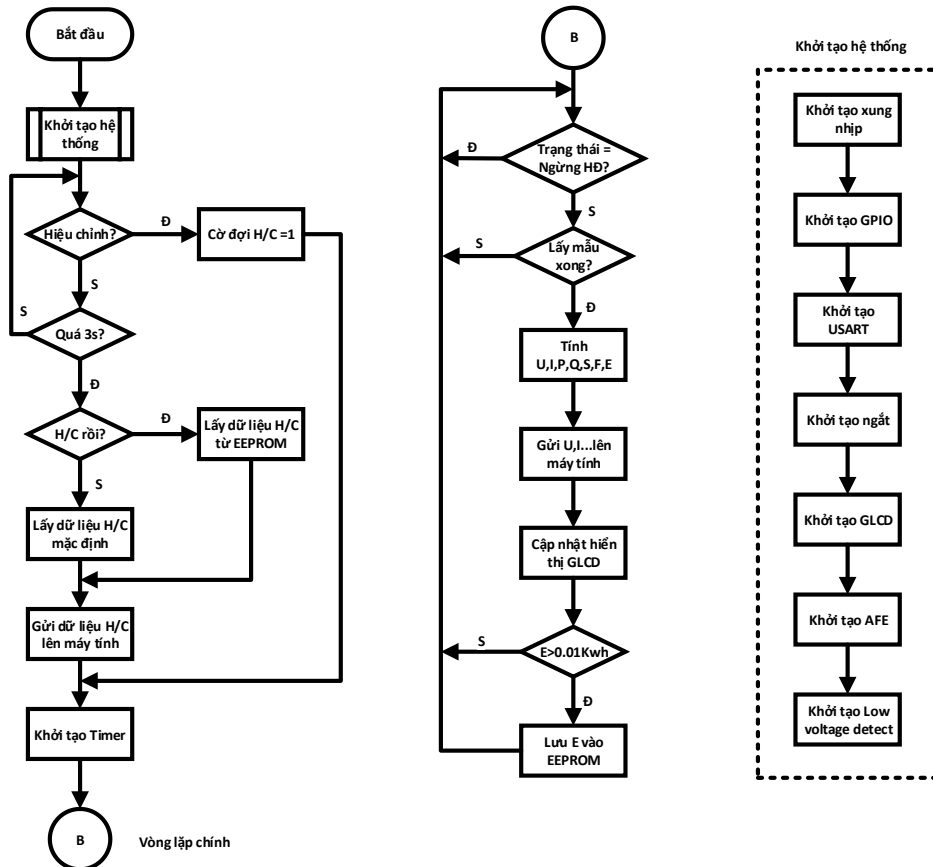 Bắt đầu
Khởi tạo hệ
thống
Hiệu chỉnh?
Đ
Cờ đợi H/C =1
S
S
Quá 3s?
Đ
H/C rồi?
Đ
Lấy dữ liệu H/C
từ EEPROM
S
Lấy dữ liệu H/C
mặc định
Gửi dữ liệu H/C
lên máy tính
Khởi tạo Timer
B
Vòng lặp chính
B
Trạng thái =
Ngừng HĐ?
Đ
S
Lấy mẫu
xong?
S
Đ
Tính
U,I,P,Q,S,F,E
Gửi U,I...lên
máy tính
Cập nhật hiển
thị GLCD
E>0.01Kwh
S
Đ
Lưu E vào
EEPROM
Khởi tạo hệ thống
Khởi tạo xung
nhịp
Khởi tạo GPIO
Khởi tạo
USART
Khởi tạo ngắt
Khởi tạo GLCD
Khởi tạo AFE
Khởi tạo Low
voltage detect